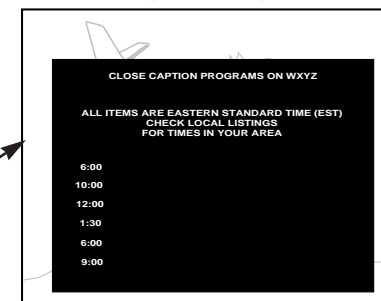 CLOSE CAPTION PROGRAMS ON WXYZ
ALL ITEMS ARE EASTERN STANDARD TIME (EST)
CHECK LOCAL LISTINGS
FOR TIMES IN YOUR AREA
6:00
10:00
12:00
1:30
6:00
9:00